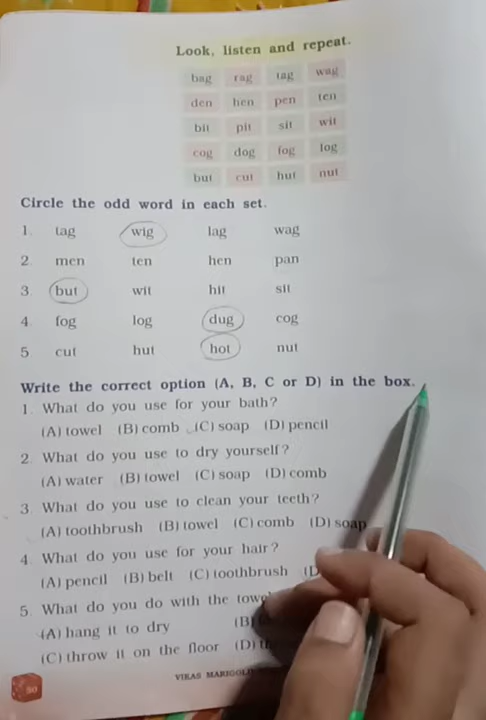 Look, listen and repeat.
bag rag tag wag
den hen pen ten
bit pit sit wit
cog dog fog log
but cut hut nut
Circle the odd word in each set.
1. tag wig lag wag
2 men ten hen pan
3 but wit hit sit
4 fog log dug cog
5 cut hut hot nut
Write the correct option (A, B, C or D) in the box.
1. What do you use for your bath?
(A) towel (B) comb (C) soap (D) pencil
2. What do you use to dry yourself?
(A) water (B) towel (C) soap (D) comb
3. What do you use to clean your teeth?
(A) toothbrush (B) towel (C) comb (D) soap
4. What do you use for your hair?
(A) pencil (B) belt (C) toothbrush (D
5. What do you do with the
(A) hang it to dry (B)
(C) throw it on the floor (D)
VIKAS MARIGOLD
50